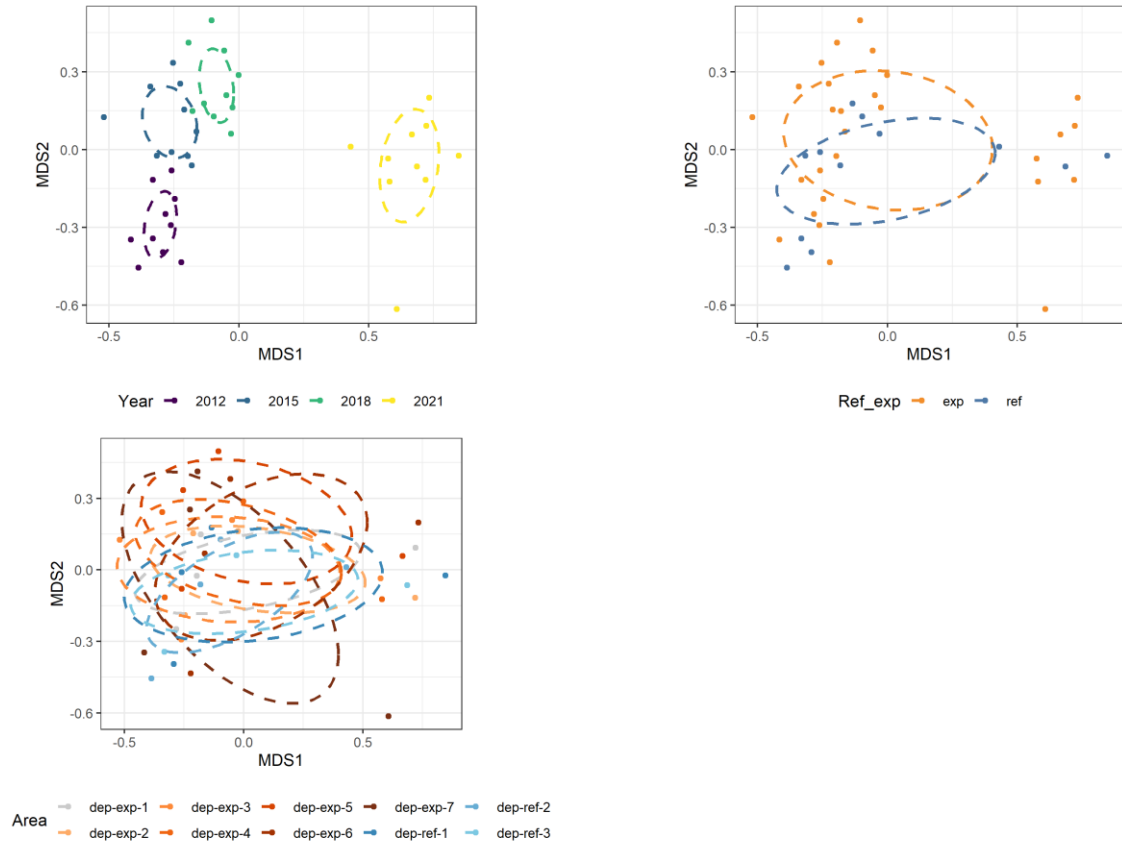 0.3
0.0
-0.3
-0.6
MDS2
-0.5 0.0 0.5
MDS1
Year 2012 2015 2018 2021
0.3
0.0
-0.3
-0.6
MDS2
-0.5 0.0 0.5
MDS1
Ref_exp exp ref
0.3
0.0
-0.3
-0.6
MDS2
-0.5 0.0 0.5
MDS1
Area
dep-exp-1 dep-exp-3 dep-exp-5 dep-exp-7 dep-ref-2
dep-exp-2 dep-exp-4 dep-exp-6 dep-ref-1 dep-ref-3